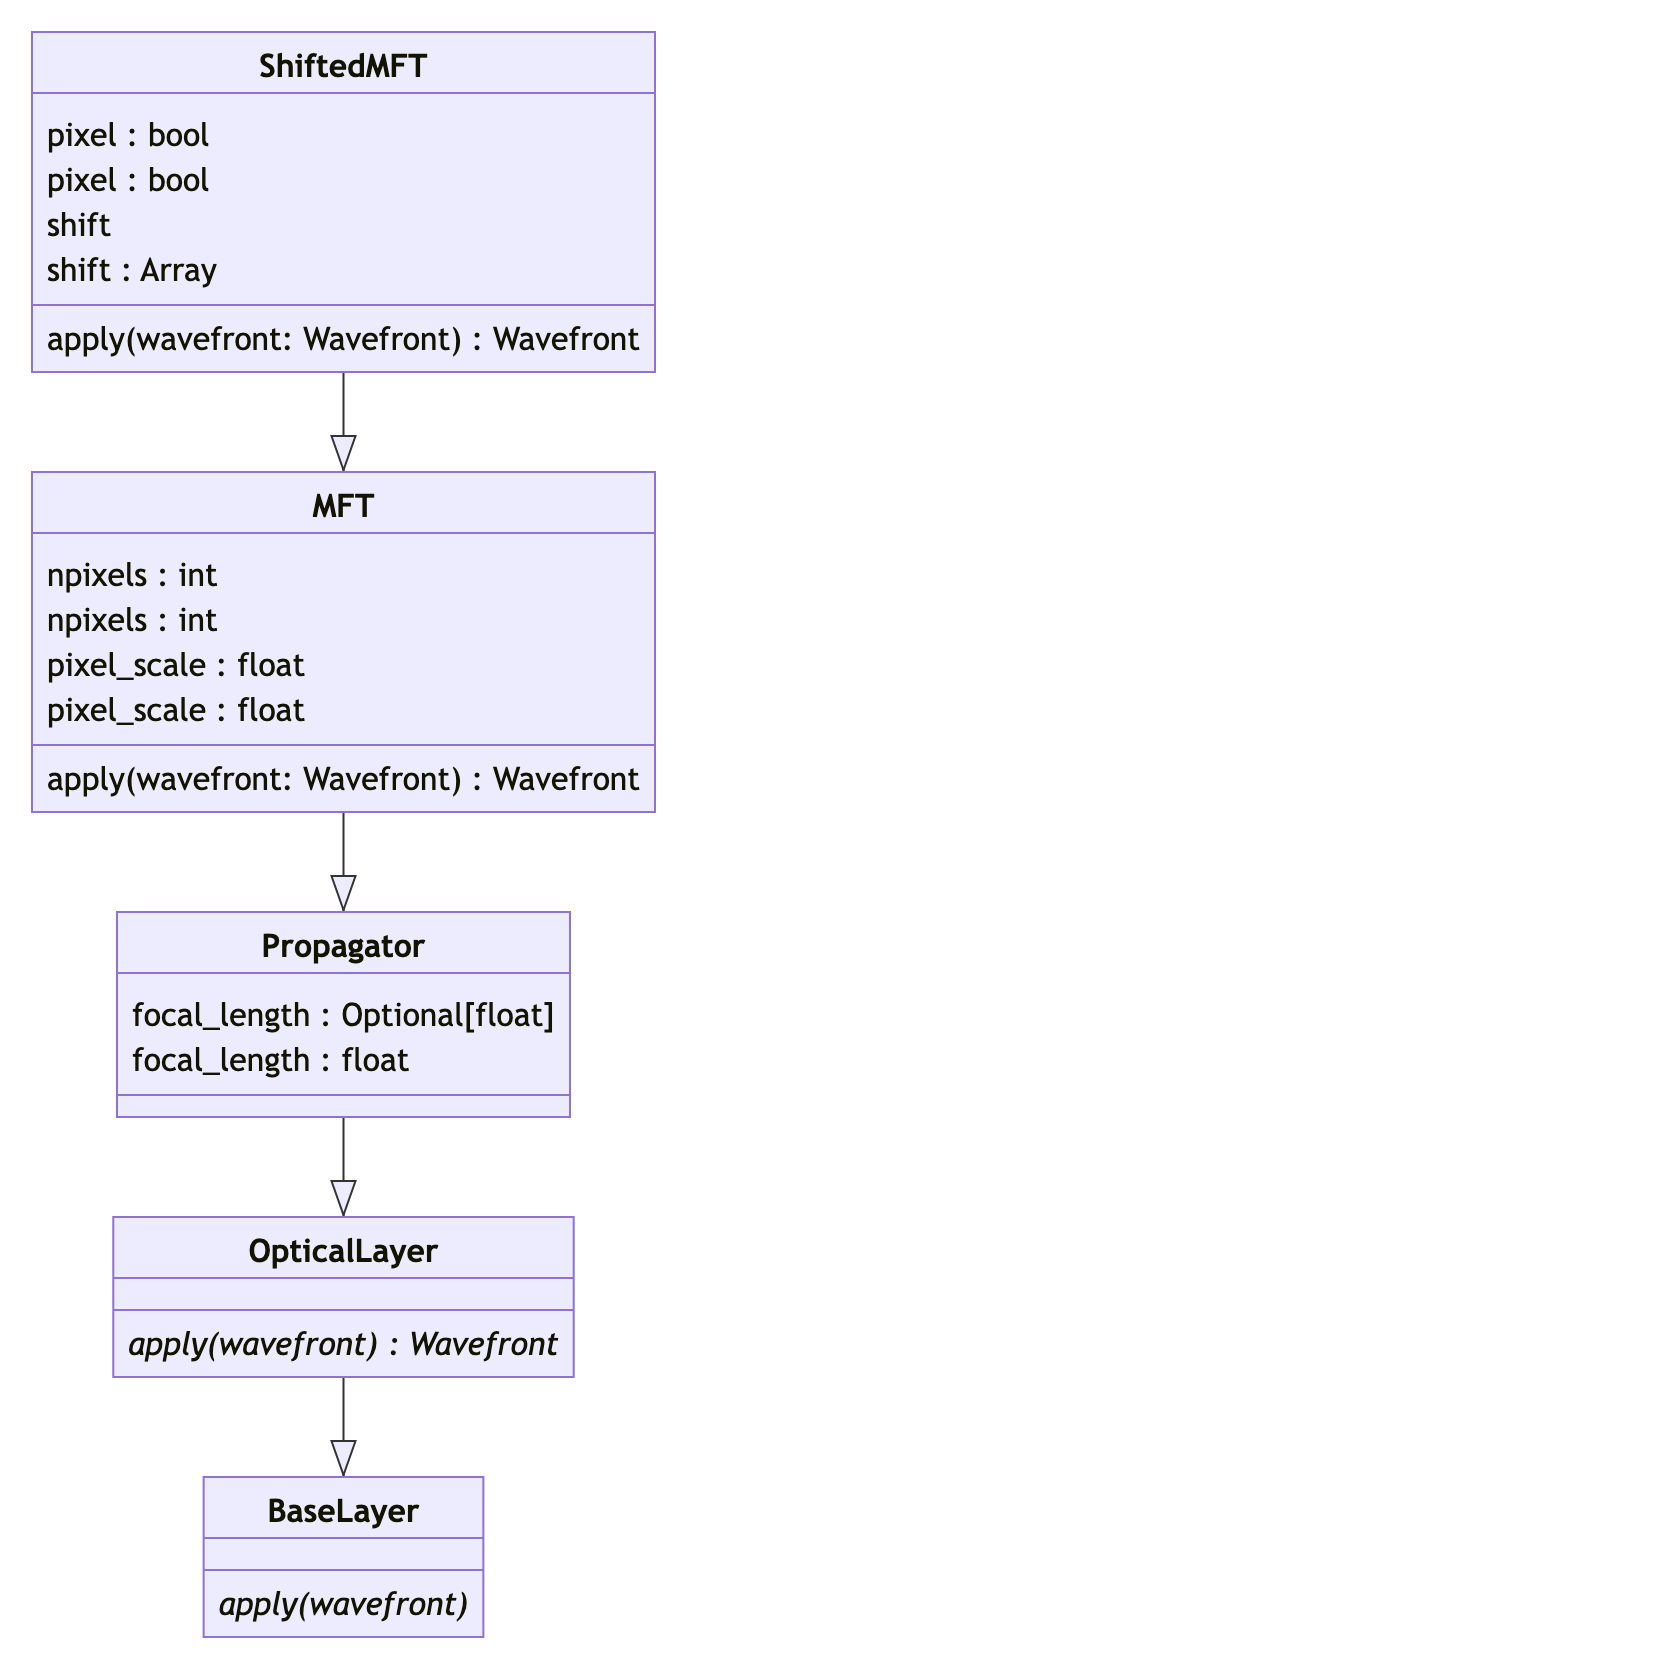 ShiftedMFT
pixel : bool
pixel : bool
shift
shift : Array
apply(wavefront: Wavefront) : Wavefront
MFT
npixels : int
npixels : int
pixel_scale : float
pixel_scale : float
apply(wavefront: Wavefront) : Wavefront
Propagator
focal_length : Optional[float]
focal_length : float
OpticalLayer
apply(wavefront) : Wavefront
BaseLayer
apply(wavefront)